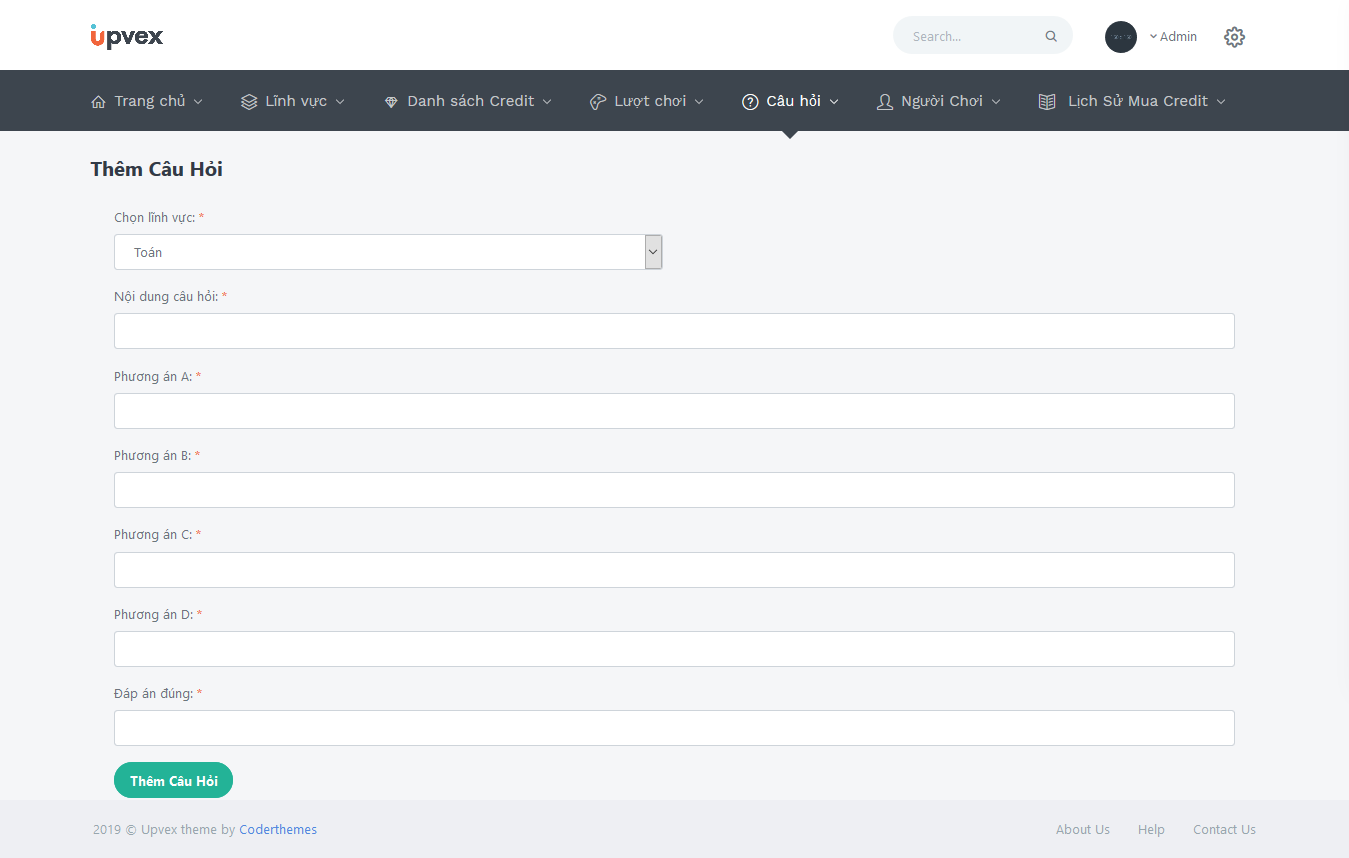 upvex
Search...
Admin
Trang chủ
Lĩnh vực
Danh sách Credit
Lượt chơi
Câu hỏi
Người Chơi
Lịch Sử Mua Credit
Thêm Câu Hỏi
Chọn lĩnh vực: *
Toán
Nội dung câu hỏi: *
Phương án A: *
Phương án B: *
Phương án C: *
Phương án D: *
Đáp án đúng: *
Thêm Câu Hỏi
2019 © Upvex theme by Coderthemes
About Us
Help
Contact Us